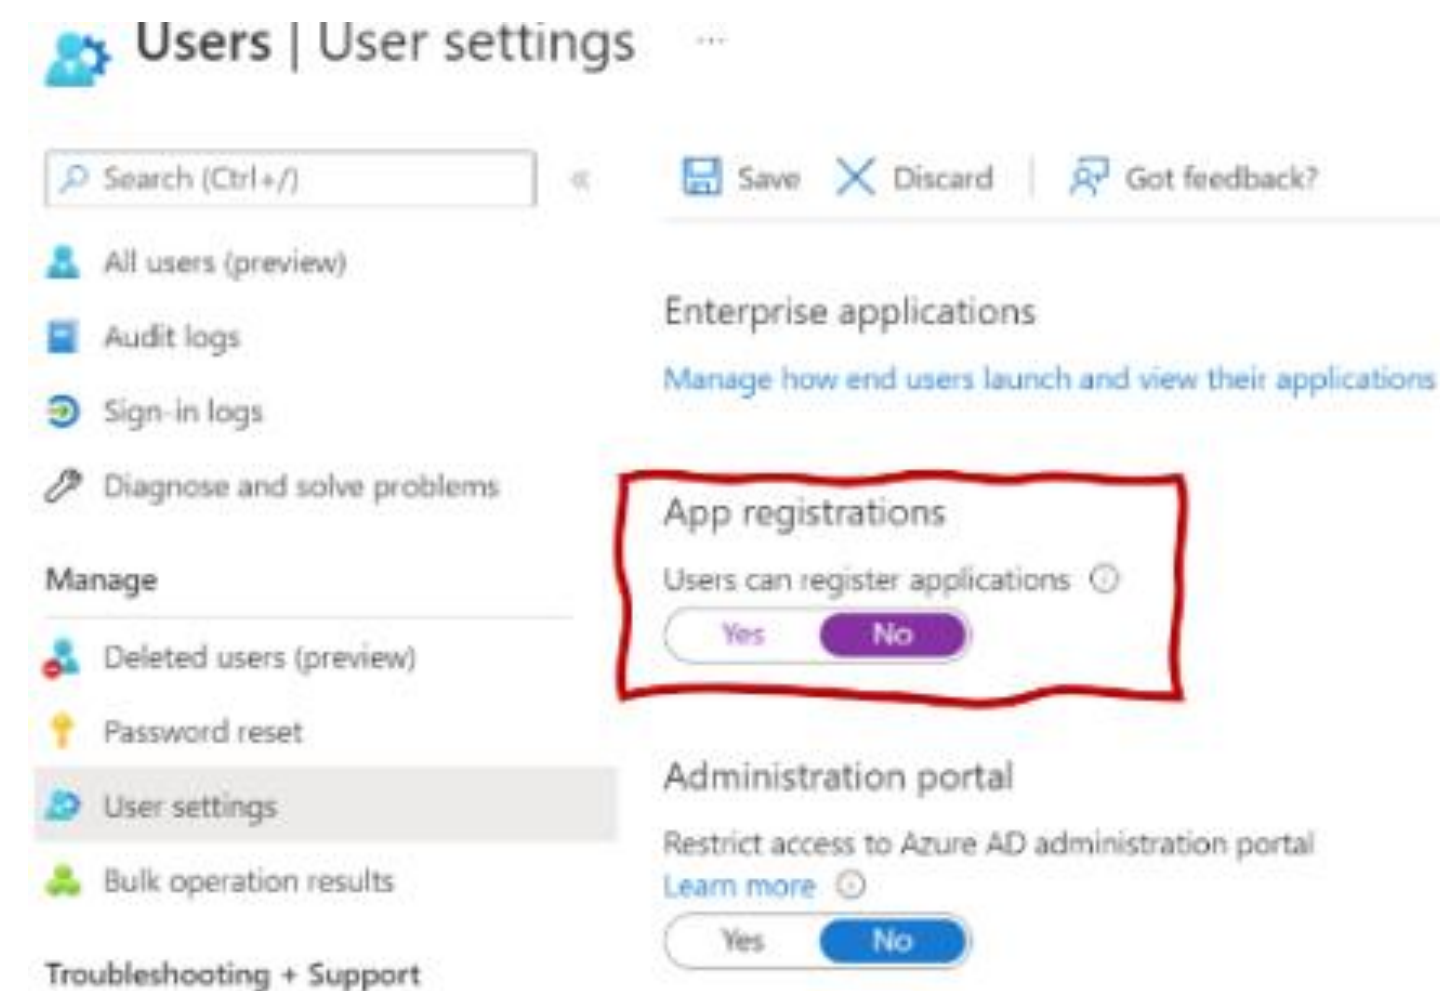 Users | User settings ...
Search (Ctrl+/)
«
Save
Discard
Got feedback?
All users (preview)
Audit logs
Sign-in logs
Diagnose and solve problems
Manage
Deleted users (preview)
Password reset
User settings
Bulk operation results
Troubleshooting + Support
Enterprise applications
Manage how end users launch and view their applications
App registrations
Users can register applications
Yes No
Administration portal
Restrict access to Azure AD administration portal
Learn more
Yes No